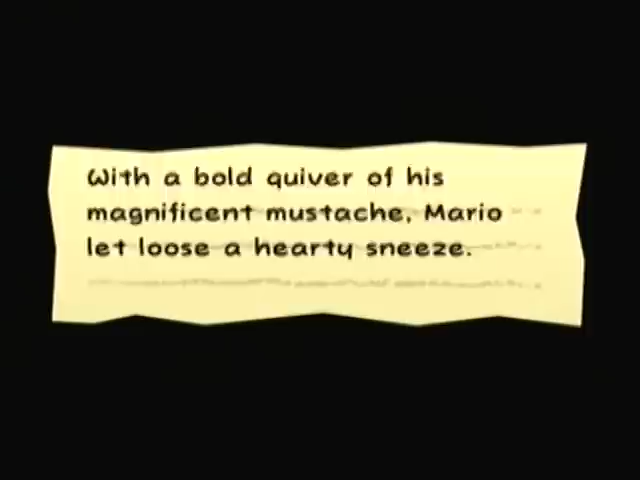 With a bold quiver of his
magnificent mustache, Mario
let loose a hearty sneeze.